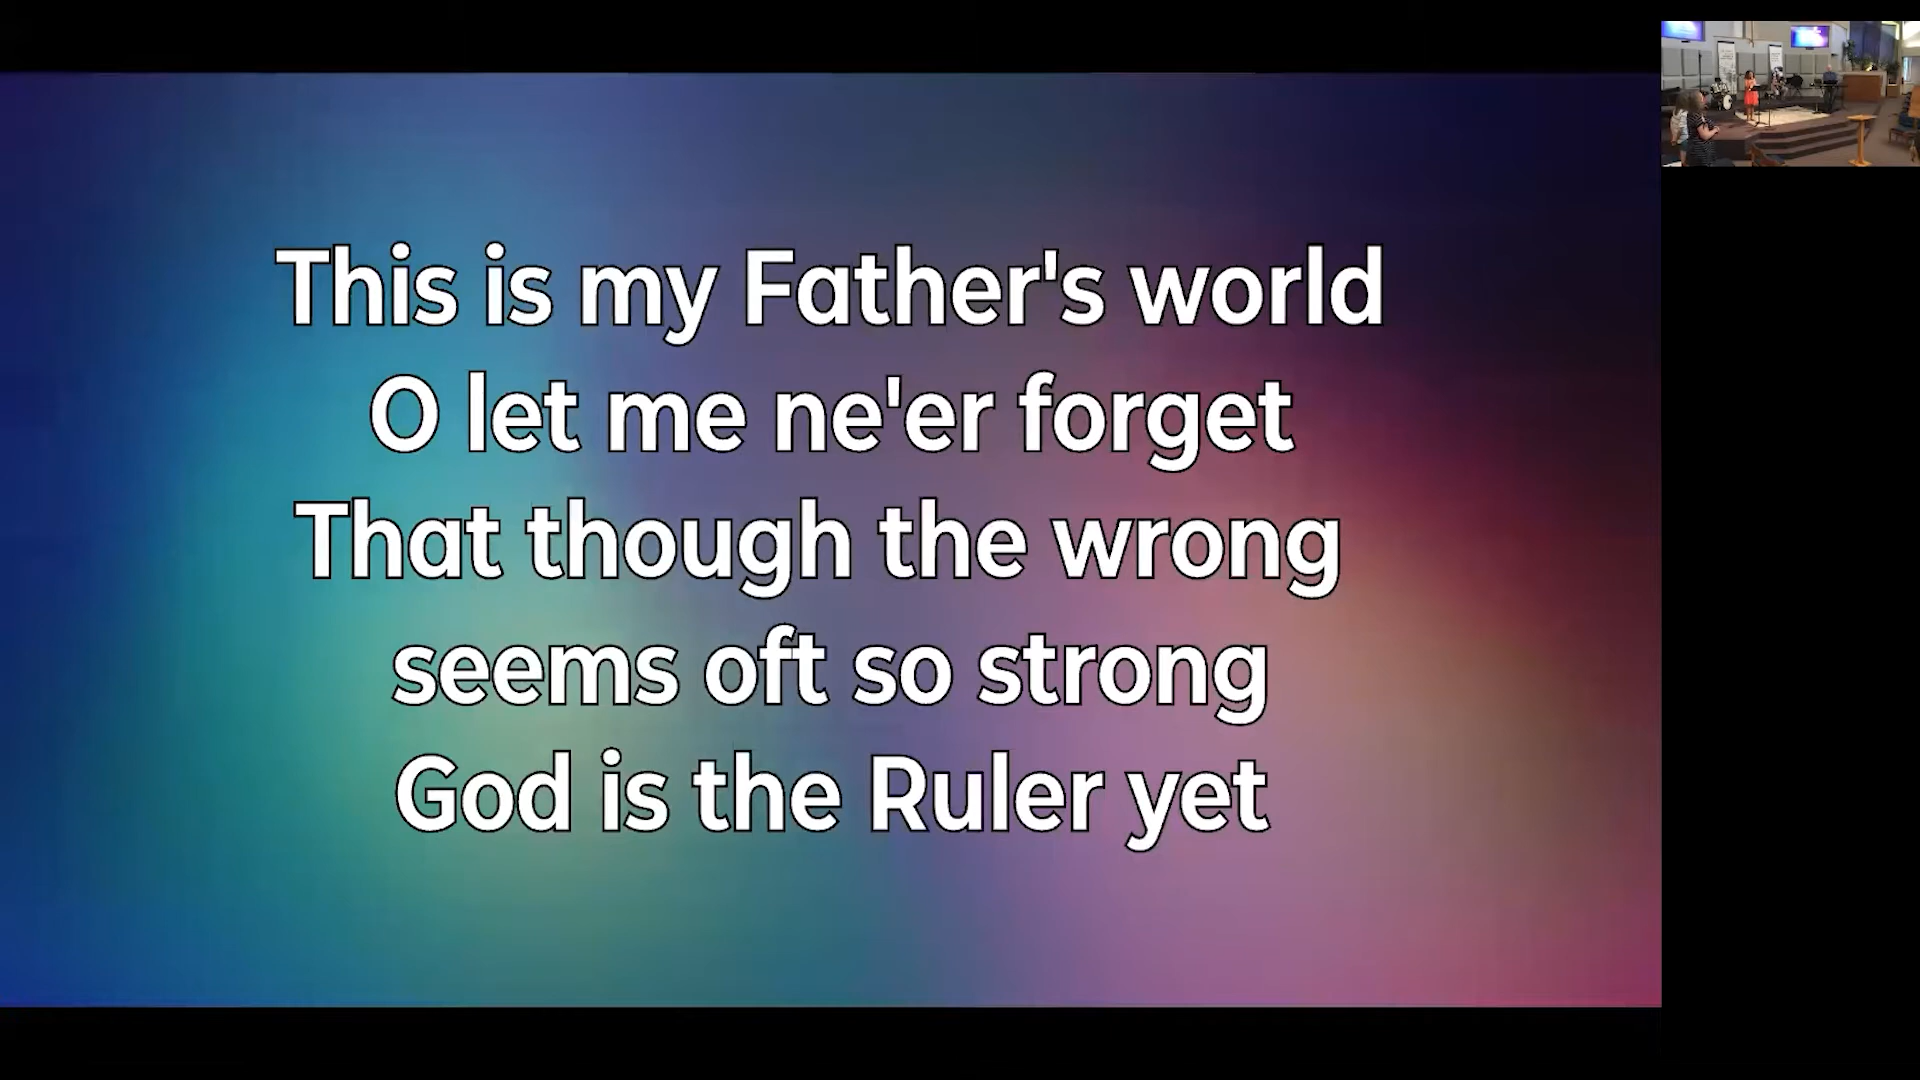 This is my Father's world
O let me ne'er forget
That though the wrong
seems oft so strong
God is the Ruler yet